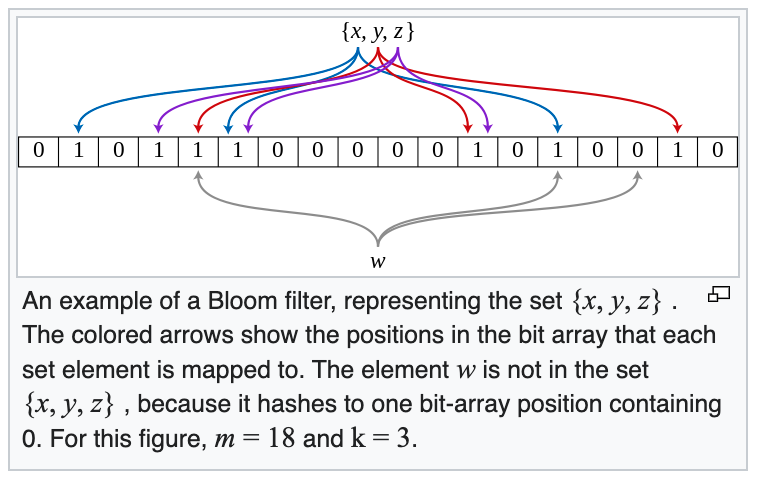 {x, y, z}
0 1 0 1 1 1 0 0 0 0 0 1 0 1 0 0 1 0
w
An example of a Bloom filter, representing the set {x, y, z} .
The colored arrows show the positions in the bit array that each
set element is mapped to. The element w is not in the set
{x, y, z} , because it hashes to one bit-array position containing
0. For this figure, m = 18 and k = 3.